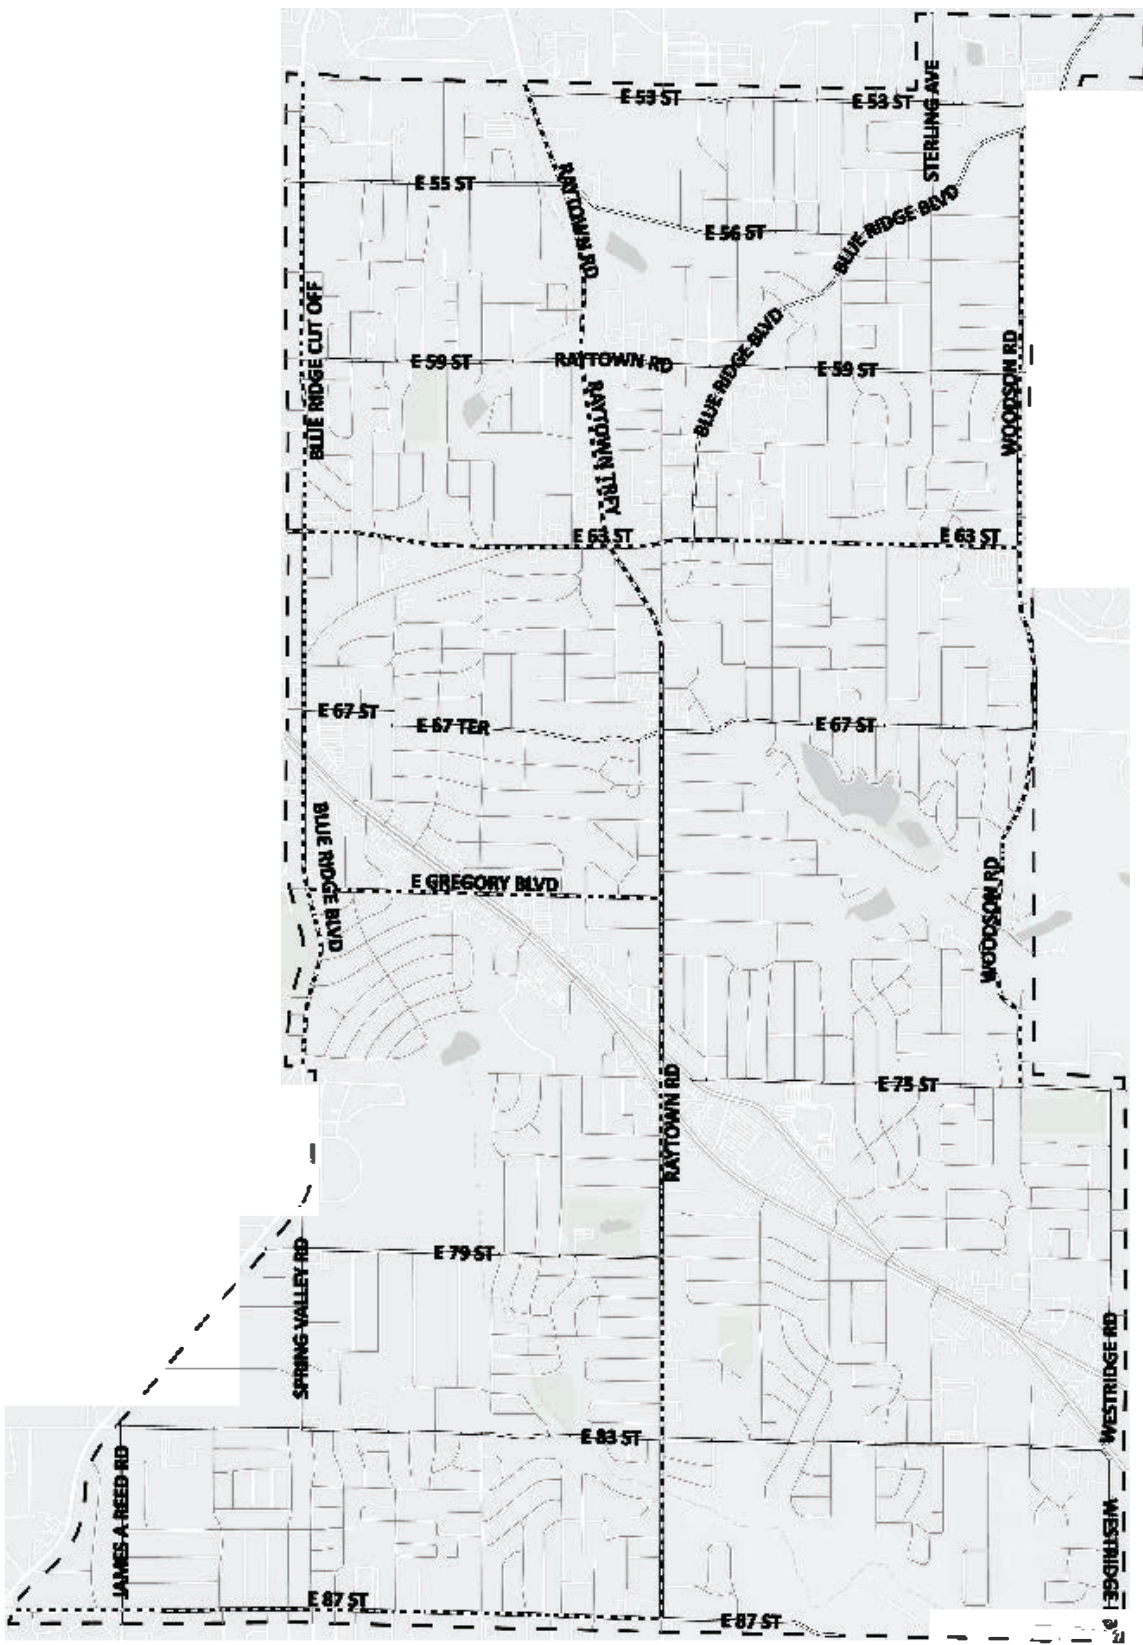 E 53 ST
E 53 ST
STERLING AVE
E 55 ST
RAYTOWN RD
E 56 ST
BLUE RIDGE BLVD
BLUE RIDGE CUT OFF
E 59 ST
RAYTOWN RD
BLUE RIDGE BLVD
E 59 ST
WOODSON RD
RAYTOWN TRFY
E 63 ST
E 63 ST
E 67 ST
E 67 TER
E 67 ST
BLUE RIDGE BLVD
E GREGORY BLVD
WOODSON RD
RAYTOWN RD
E 75 ST
E 79 ST
SPRING VALLEY RD
WESTRIDGE RD
E 83 ST
JAMES A REED RD
WESTRIDGE
E 87 ST
E 87 ST